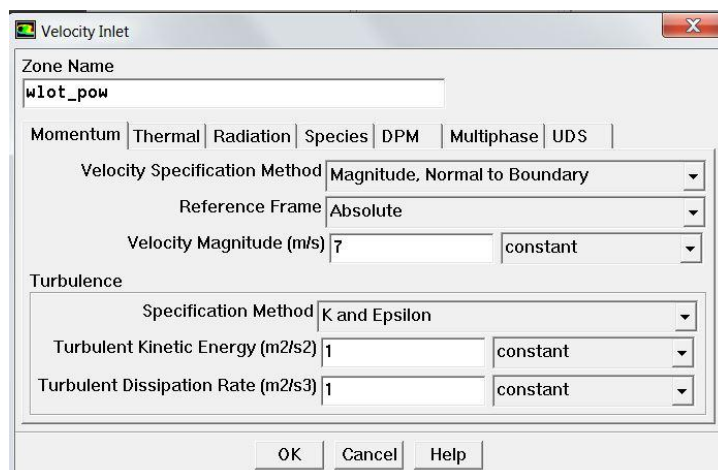 Velocity Inlet
Zone Name
wlot_pow
Momentum Thermal Radiation Species DPM Multiphase UDS
Velocity Specification Method Magnitude, Normal to Boundary
Reference Frame Absolute
Velocity Magnitude (m/s) 7 constant
Turbulence
Specification Method K and Epsilon
Turbulent Kinetic Energy (m2/s2) 1 constant
Turbulent Dissipation Rate (m2/s3) 1 constant
OK Cancel Help